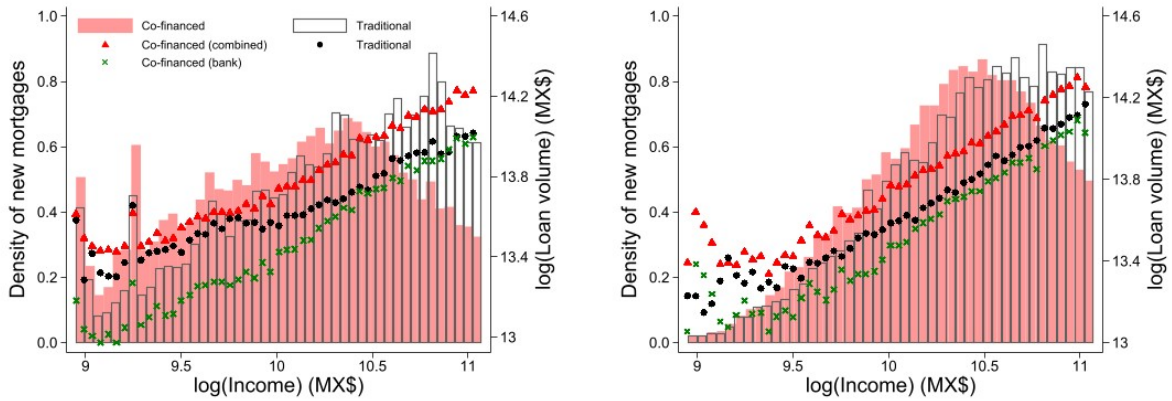 Density of new mortgages
1.0
0.8
0.6
0.4
0.2
0.0
Co-financed
Traditional
Co-financed (combined)
Traditional
Co-financed (bank)
14.6
14.2
13.8
13.4
13
log(Loan volume) (MX$)
9
9.5
10
10.5
11
log(Income) (MX$)
Density of new mortgages
1.0
0.8
0.6
0.4
0.2
0.0
14.6
14.2
13.8
13.4
13
log(Loan volume) (MX$)
9
9.5
10
10.5
11
log(Income) (MX$)